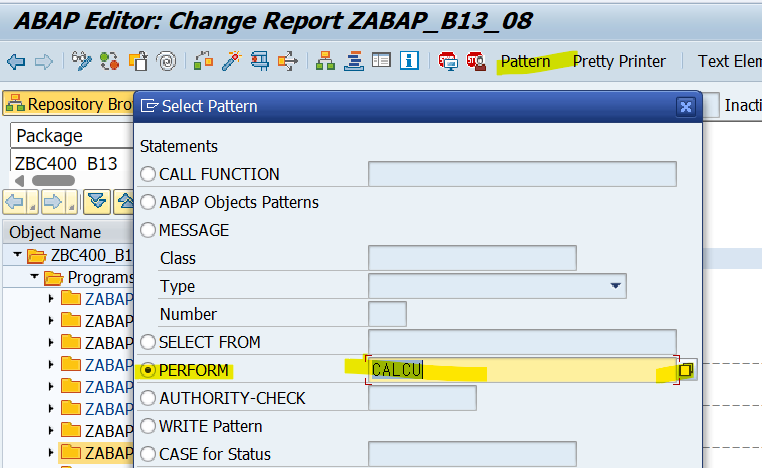 ABAP Editor: Change Report ZABAP_B13_08
Pattern Pretty Printer Text Elem
Repository Bro
Select Pattern
Inacti
Package
ZBC400_B13
Object Name
ZBC400_B1
Programs
ZABAP
ZABAP
ZABAP
ZABAP
ZABAP
ZABAP
ZABAP
ZABAP
Statements
CALL FUNCTION
ABAP Objects Patterns
MESSAGE
Class
Type
Number
SELECT FROM
PERFORM CALCU
AUTHORITY-CHECK
WRITE Pattern
CASE for Status